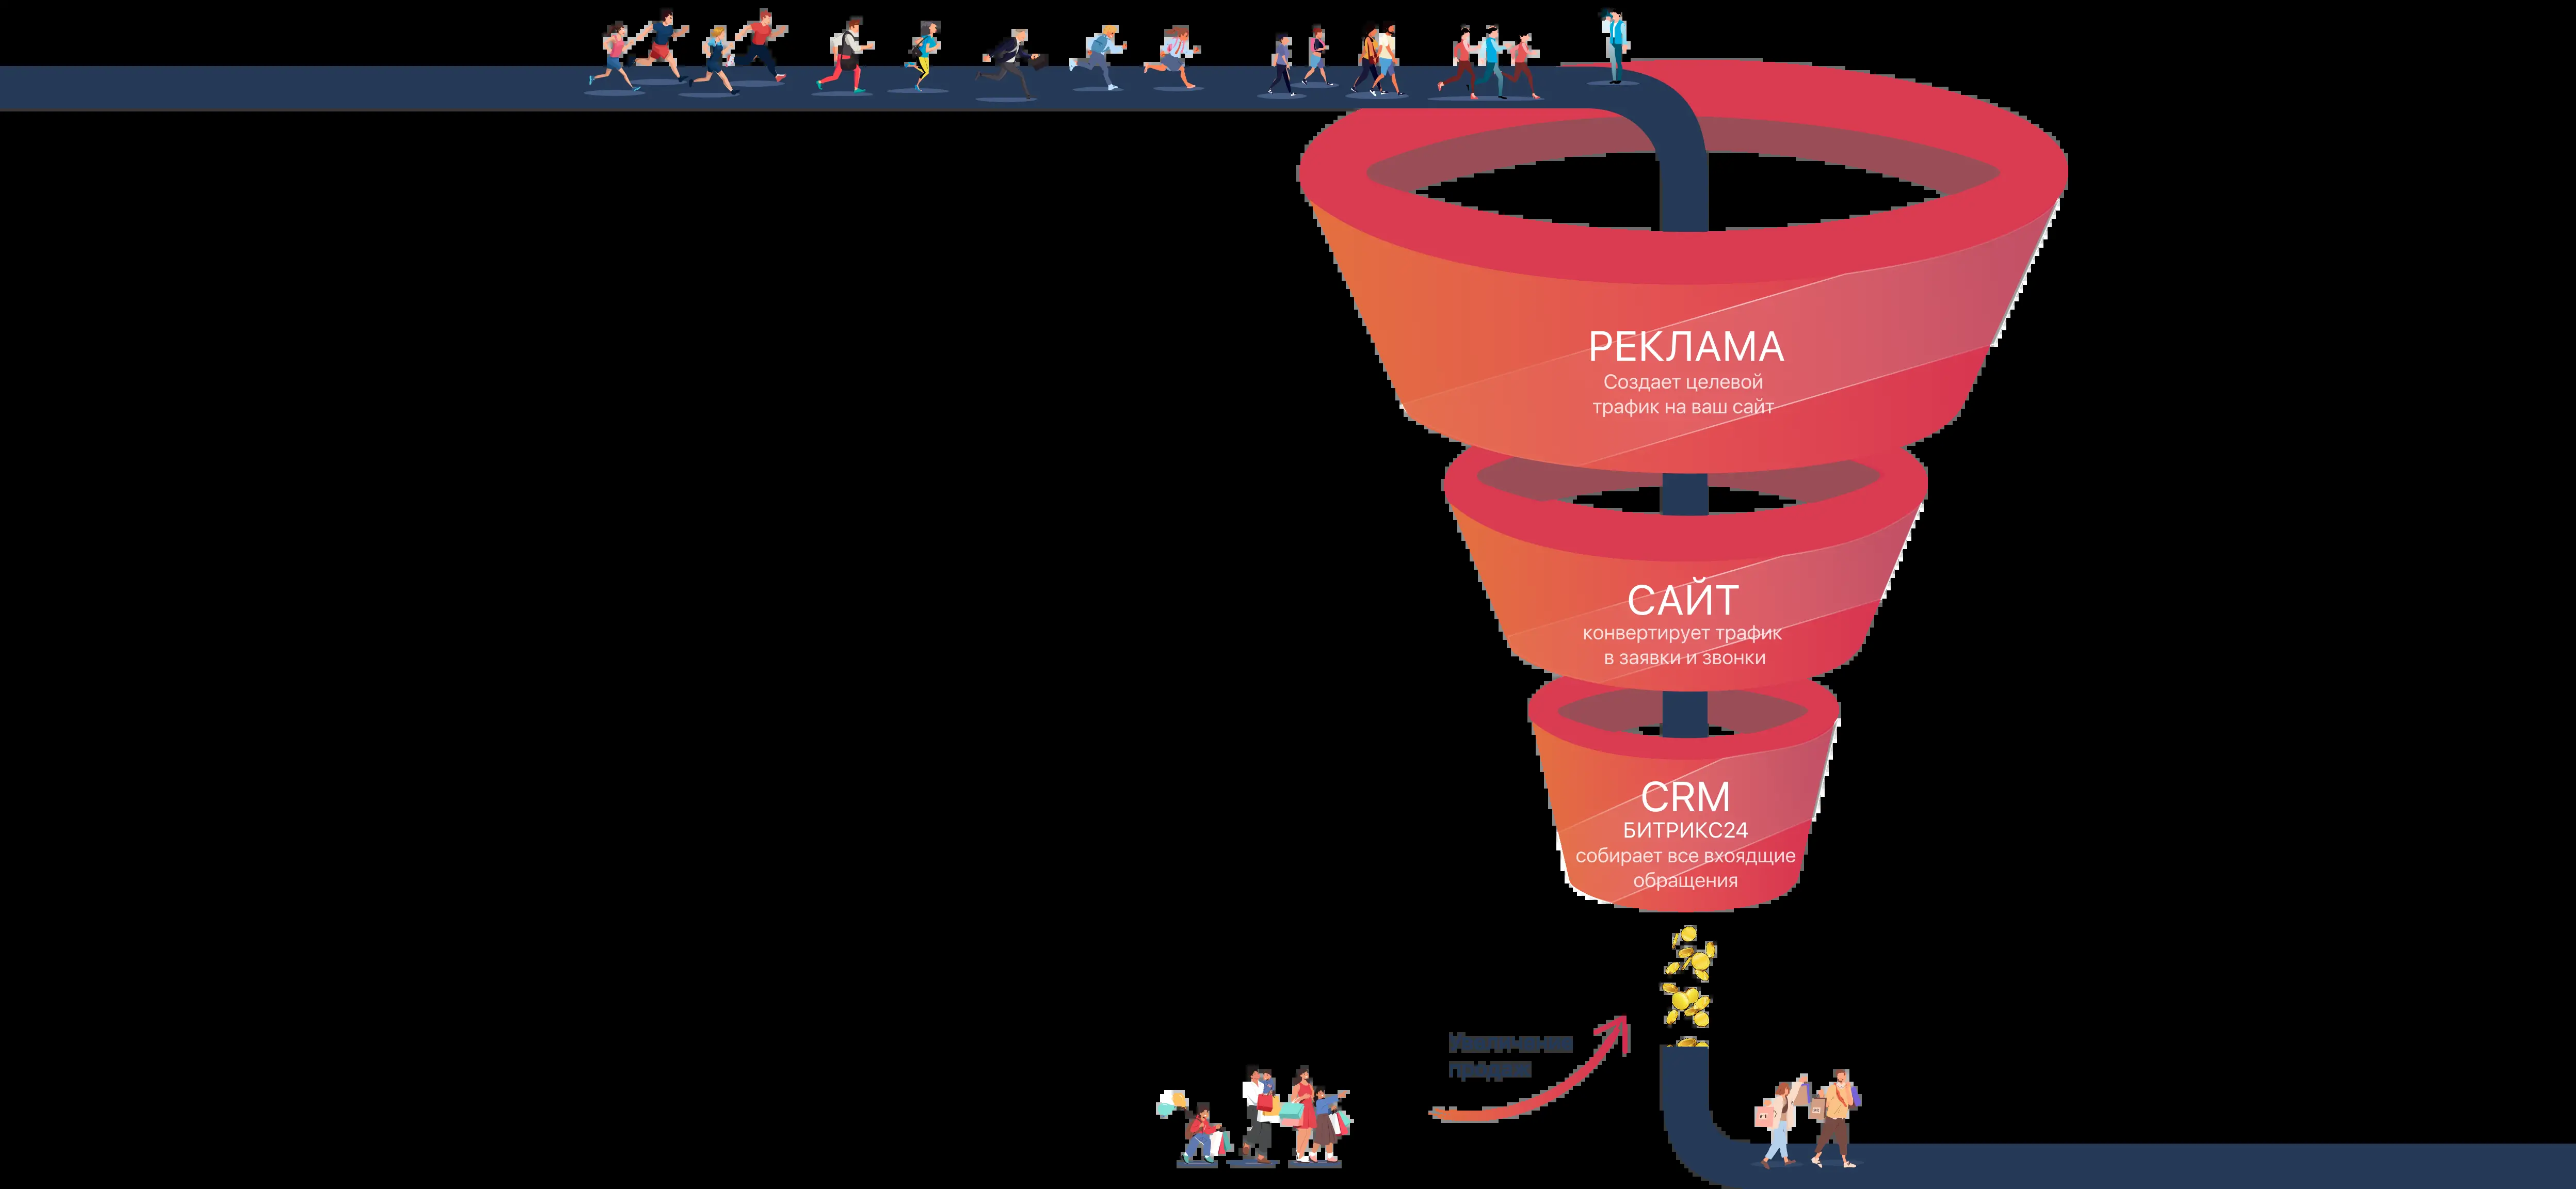 РЕКЛАМА
Создает целевой
трафик на ваш сайт
САЙТ
конвертирует трафик
в заявки и звонки
CRM
БИТРИКС24
собирает все вхоядщие
обращения